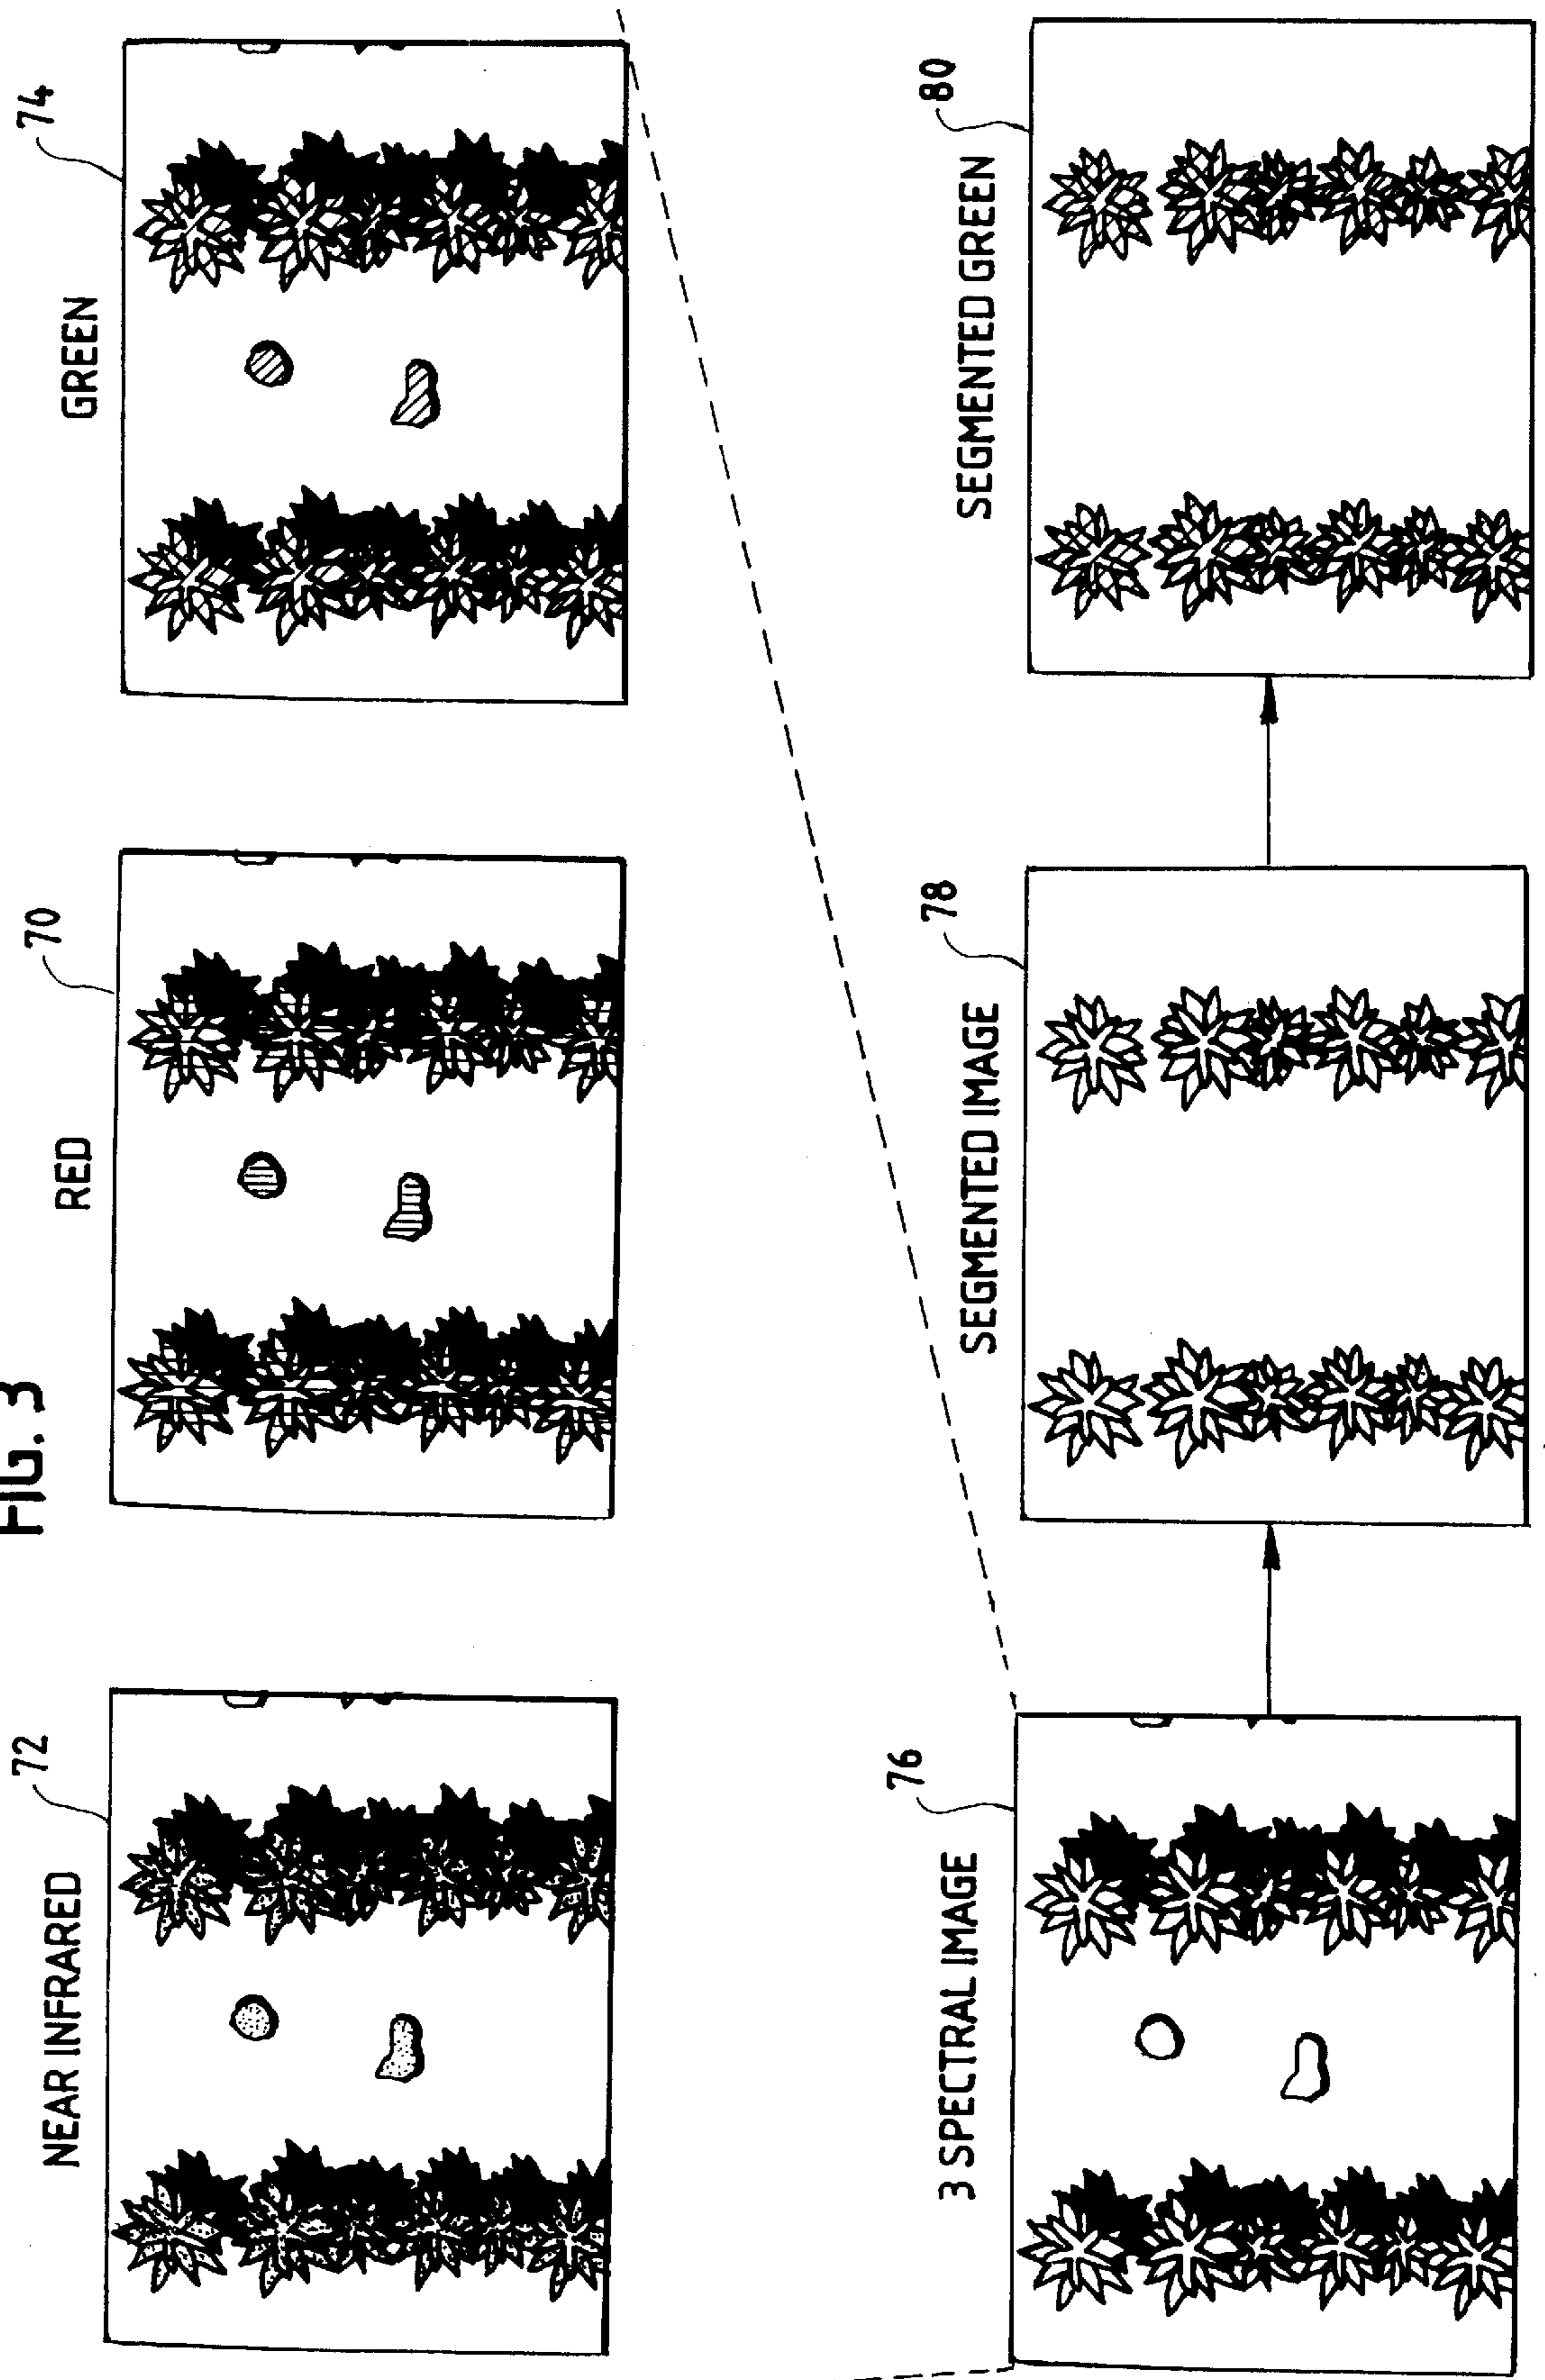 FIG. 3
NEAR INFRARED
72
RED
70
GREEN
74
3 SPECTRAL IMAGE
76
SEGMENTED IMAGE
78
SEGMENTED GREEN
80